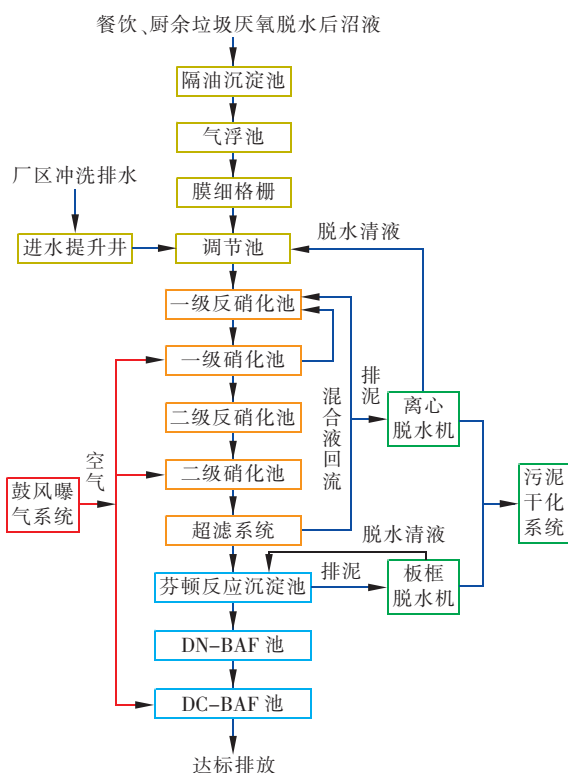 餐饮、厨余垃圾厌氧脱水后沼液
隔油沉淀池
气浮池
厂区冲洗排水
膜细格栅
脱水清液
进水提升井
调节池
一级反硝化池
一级硝化池
排泥
混合液回流
离心
脱水机
二级反硝化池
空气
二级硝化池
鼓风曝
气系统
污泥
干化
系统
超滤系统
脱水清液
芬顿反应沉淀池
排泥
板框
脱水机
DN-BAF 池
DC-BAF 池
达标排放